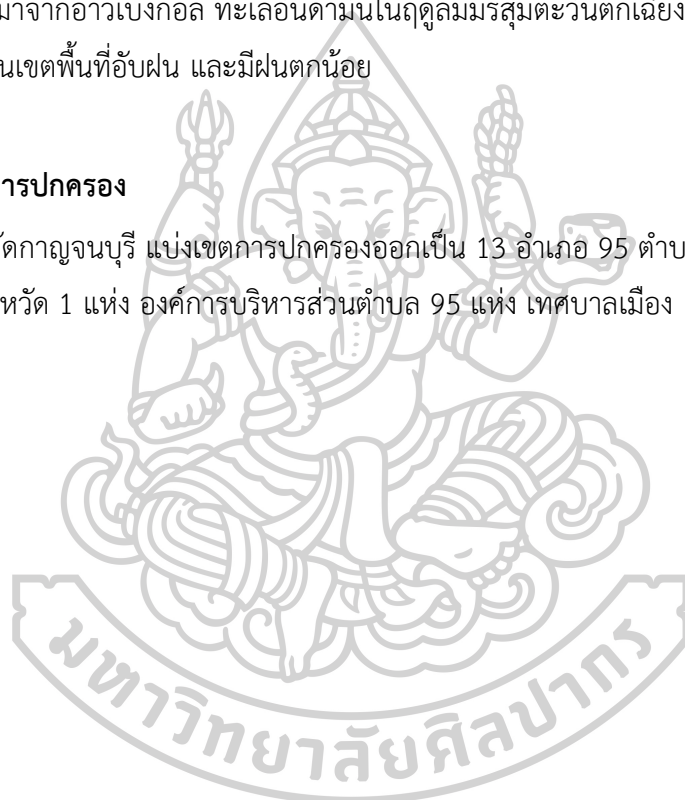 มาจากอ่าวเบงกอล ทะเลอันดามันในฤดูลมมรสุมตะวันตกเฉียง
นเขตพื้นที่อับฝน และมีฝนตกน้อย
ารปกครอง
ัดกาญจนบุรี แบ่งเขตการปกครองออกเป็น 13 อำเภอ 95 ตำบ
หวัด 1 แห่ง องค์การบริหารส่วนตำบล 95 แห่ง เทศบาลเมือง
มหาวิทยาลัยศิลปากร